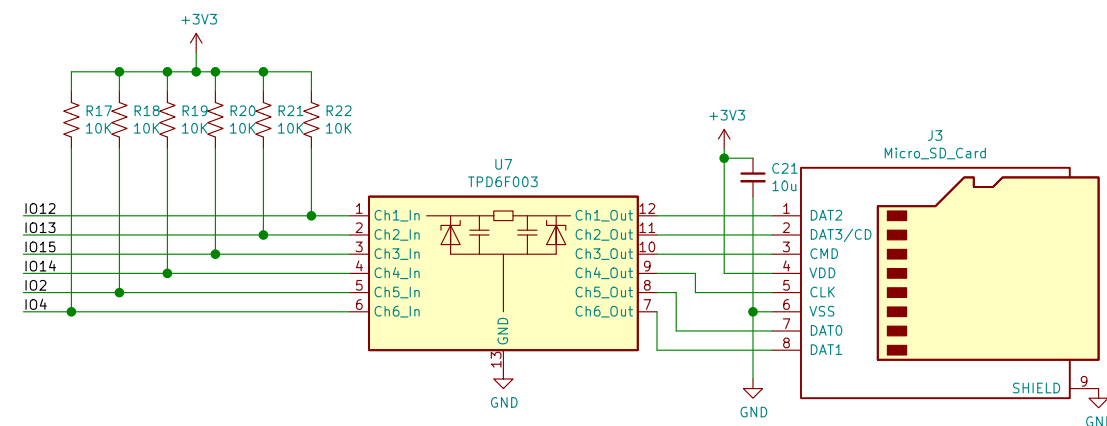 +3V3
R17 R18 R19 R20 R21 R22
10K 10K 10K 10K 10K 10K
+3V3
J3
Micro_SD_Card
C21
10u
U7
TPD6F003
IO12 1 Ch1_In Ch1_Out 12 1 DAT2
IO13 2 Ch2_In Ch2_Out 11 2 DAT3/CD
IO15 3 Ch3_In Ch3_Out 10 3 CMD
IO14 4 Ch4_In Ch4_Out 9 4 VDD
IO2 5 Ch5_In Ch5_Out 8 5 CLK
IO4 6 Ch6_In Ch6_Out 7 6 VSS
7 DAT0
8 DAT1
GND
13
GND
GND
SHIELD 9
GND